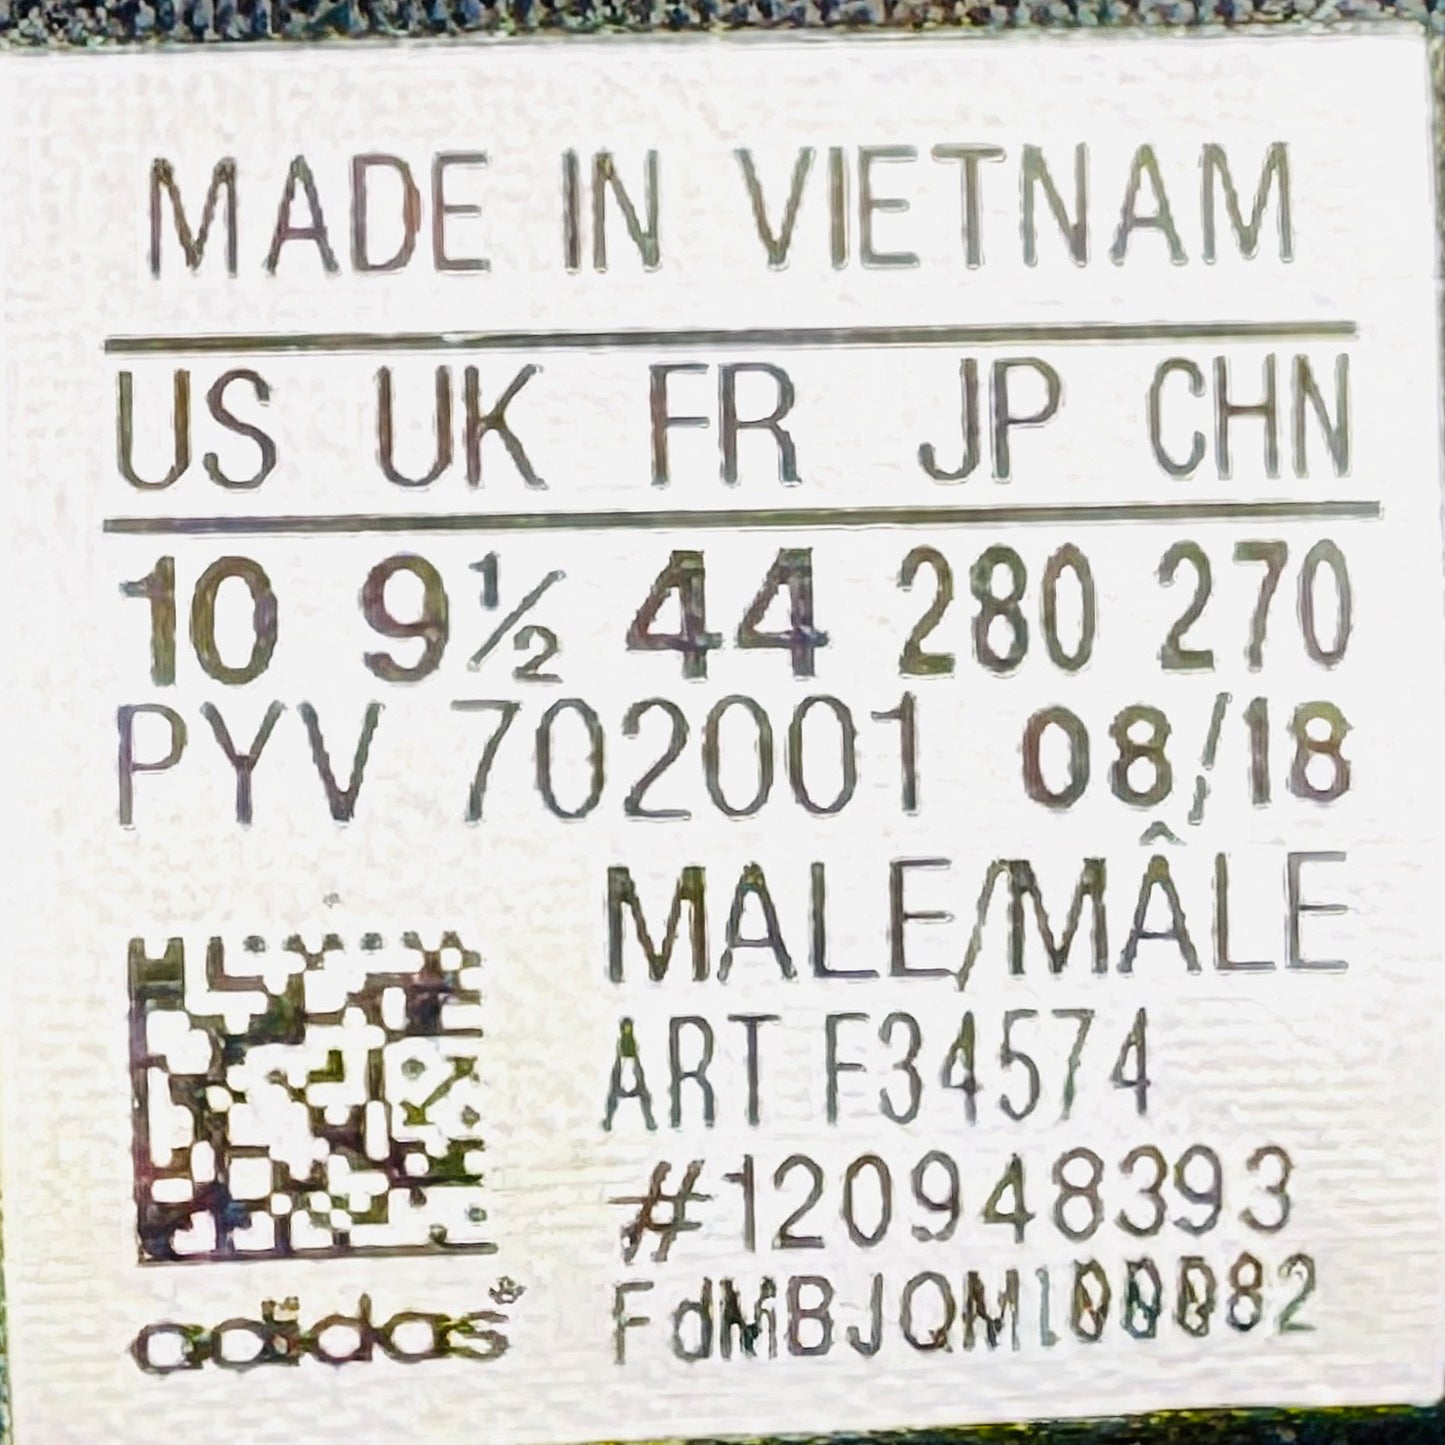 MADE IN VIETNAM
US UK FR JP CHN
10 9½ 44 280 270
PYV 702001 08/18
MALE/MÂLE
ART F34574
#120948393
FdMBJQM100082
adidas